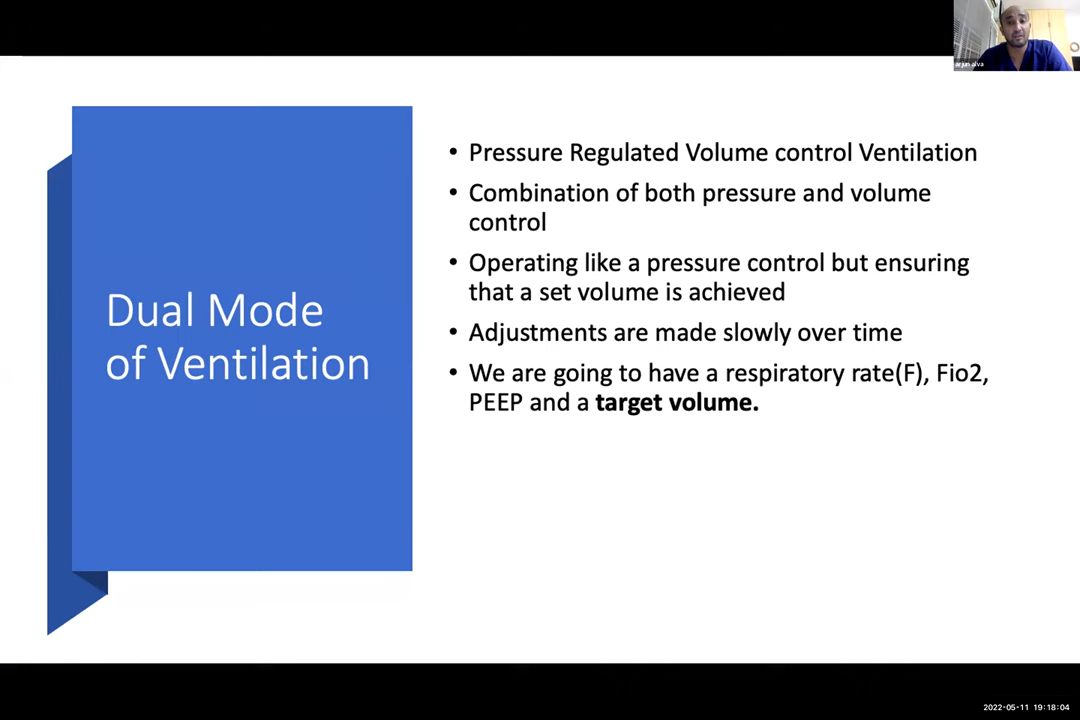 arjun alva
Dual Mode
of Ventilation
• Pressure Regulated Volume control Ventilation
• Combination of both pressure and volume
control
• Operating like a pressure control but ensuring
that a set volume is achieved
• Adjustments are made slowly over time
• We are going to have a respiratory rate(F), Fio2,
PEEP and a target volume.
2022-05-11 19:18:04